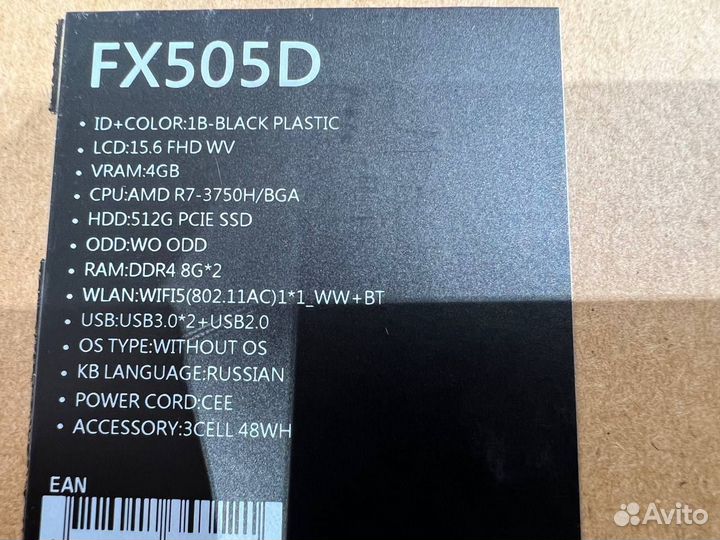 FX505D
• ID+COLOR:1B-BLACK PLASTIC
• LCD:15.6 FHD WV
• VRAM:4GB
• CPU:AMD R7-3750H/BGA
• HDD:512G PCIE SSD
• ODD:WO ODD
• RAM:DDR4 8G*2
• WLAN:WIFI5(802.11AC)1*1_WW+BT
• USB:USB3.0*2+USB2.0
• OS TYPE:WITHOUT OS
• KB LANGUAGE:RUSSIAN
• POWER CORD:CEE
• ACCESSORY:3CELL 48WH
EAN
Avito